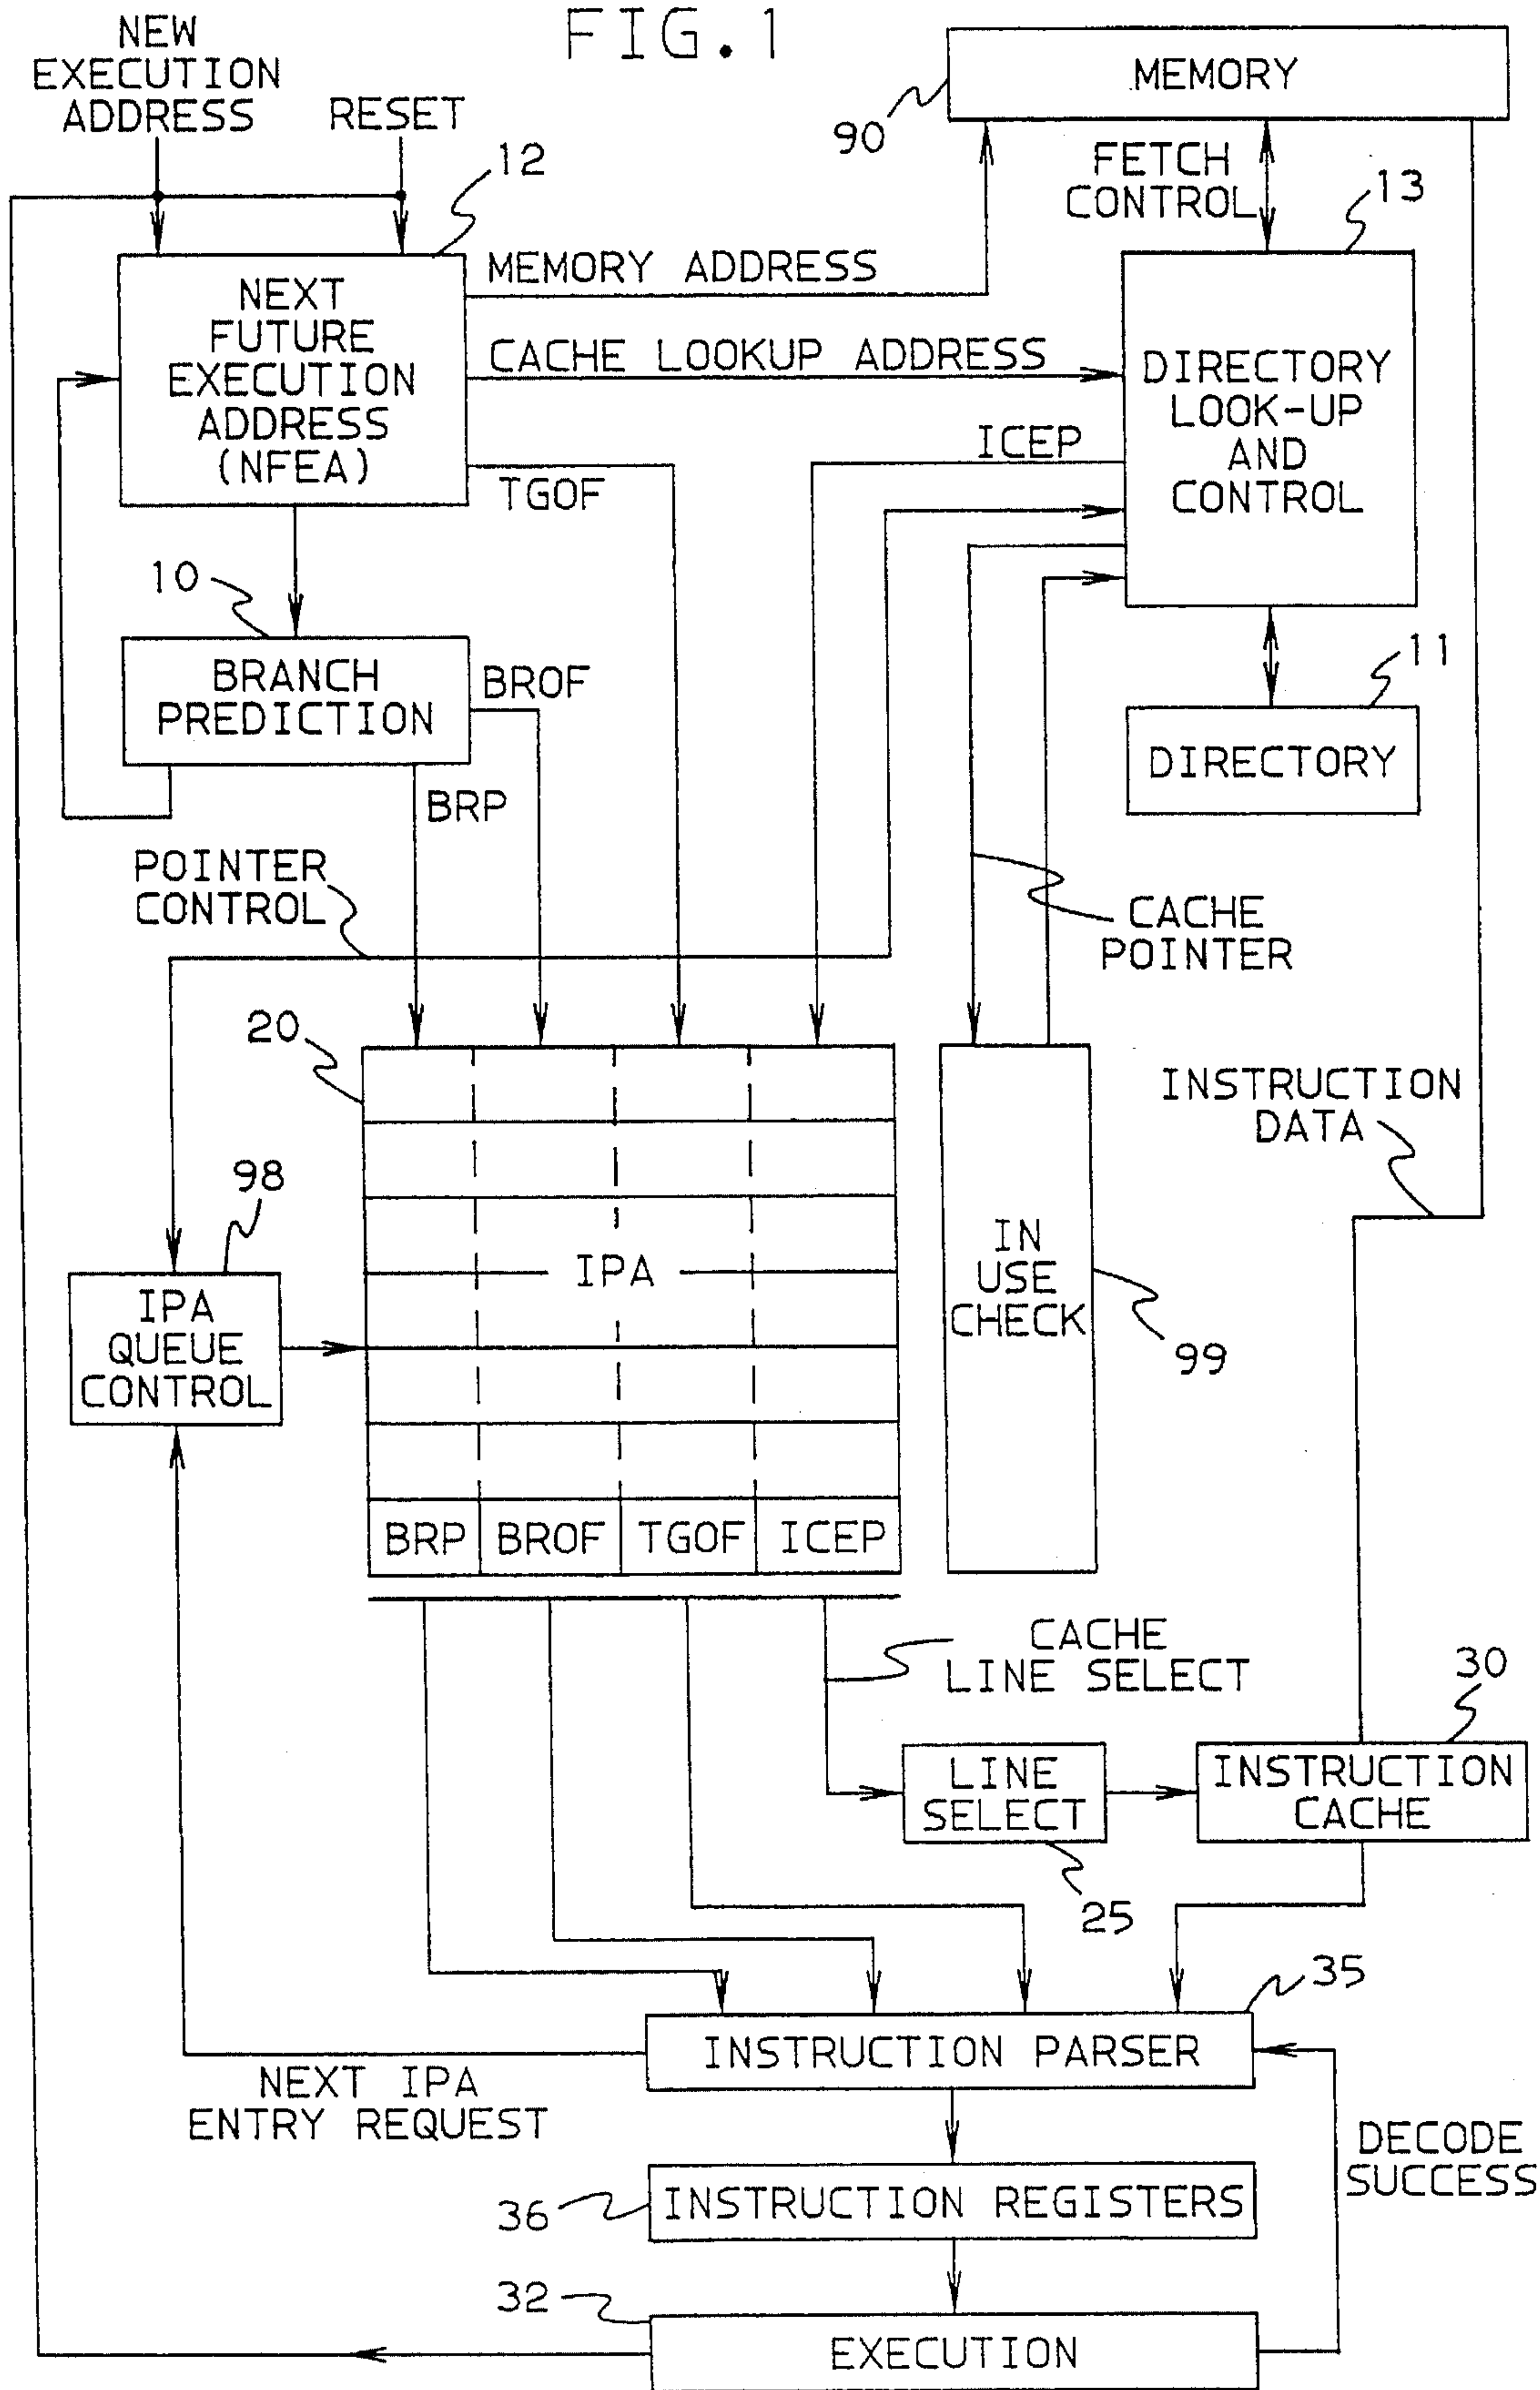 FIG. 1
NEW
EXECUTION
ADDRESS
RESET
MEMORY
90
FETCH
CONTROL
12
13
NEXT
FUTURE
EXECUTION
ADDRESS
(NFEA)
MEMORY ADDRESS
CACHE LOOKUP ADDRESS
ICEP
TGOF
DIRECTORY
LOOK-UP
AND
CONTROL
10
BRANCH
PREDICTION
BROF
BRP
11
DIRECTORY
POINTER
CONTROL
CACHE
POINTER
20
INSTRUCTION
DATA
98
IPA
QUEUE
CONTROL
IPA
IN
USE
CHECK
99
BRP
BROF
TGOF
ICEP
CACHE
LINE SELECT
30
LINE
SELECT
25
INSTRUCTION
CACHE
35
INSTRUCTION PARSER
NEXT IPA
ENTRY REQUEST
DECODE
SUCCESS
36
INSTRUCTION REGISTERS
32
EXECUTION